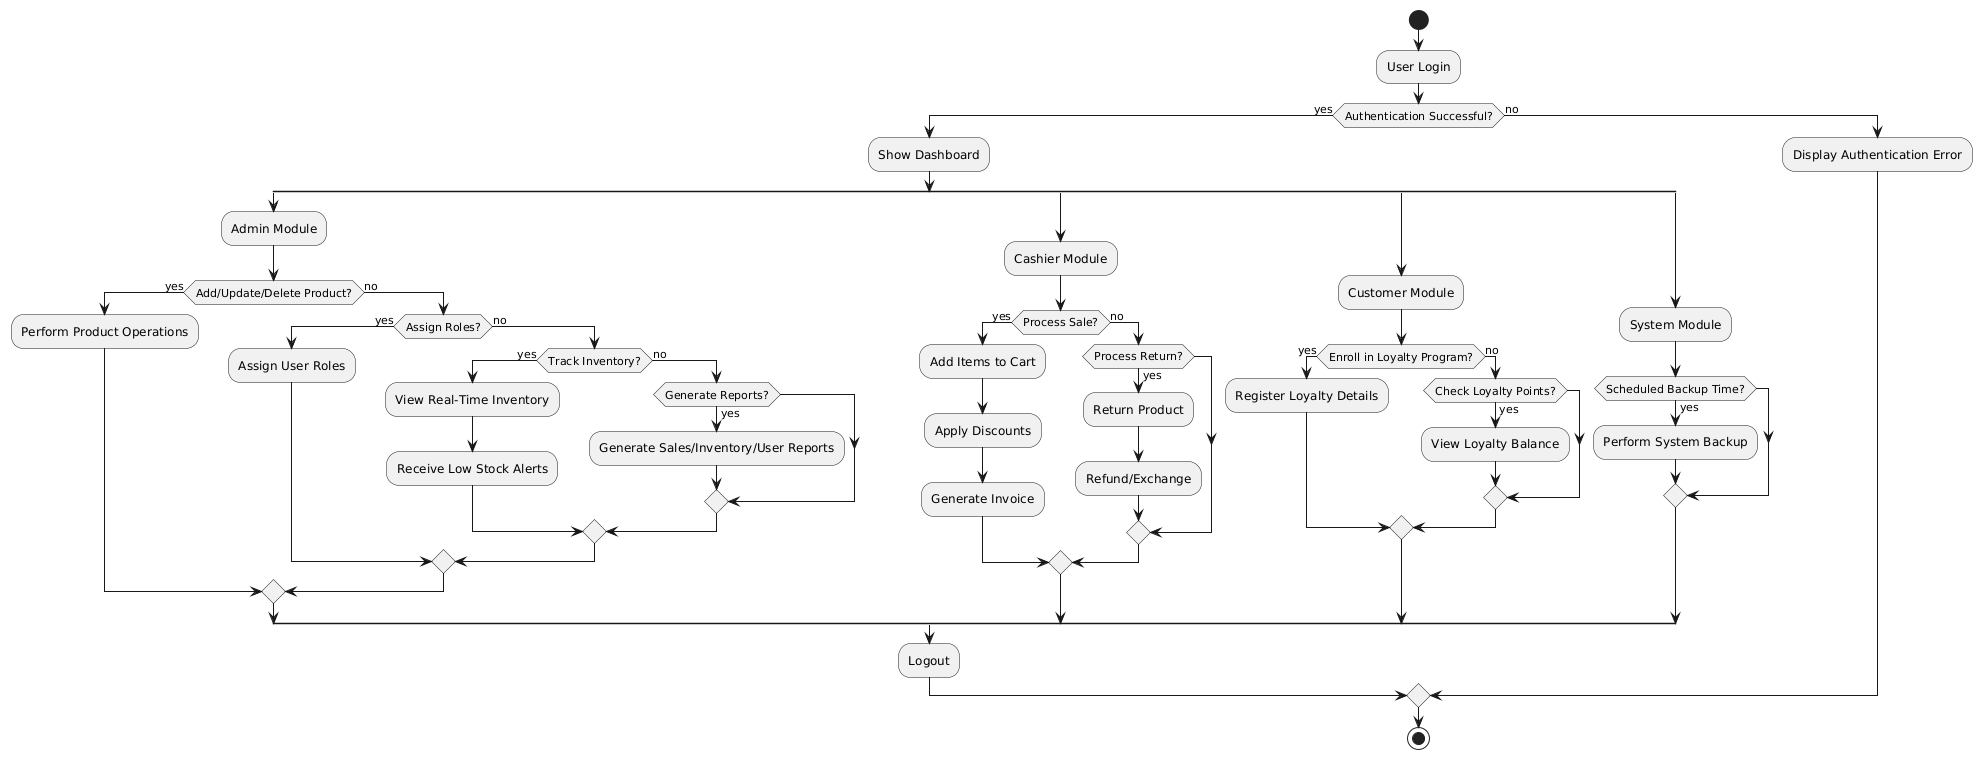 User Login
yes
Authentication Successful?
no
Show Dashboard
Display Authentication Error
Admin Module
yes
Add/Update/Delete Product?
no
Perform Product Operations
yes
Assign Roles?
no
Assign User Roles
yes
Track Inventory?
no
View Real-Time Inventory
Receive Low Stock Alerts
Generate Reports?
yes
Generate Sales/Inventory/User Reports
Cashier Module
yes
Process Sale?
no
Add Items to Cart
Apply Discounts
Generate Invoice
Process Return?
yes
Return Product
Refund/Exchange
Customer Module
yes
Enroll in Loyalty Program?
no
Register Loyalty Details
Check Loyalty Points?
yes
View Loyalty Balance
System Module
Scheduled Backup Time?
yes
Perform System Backup
Logout